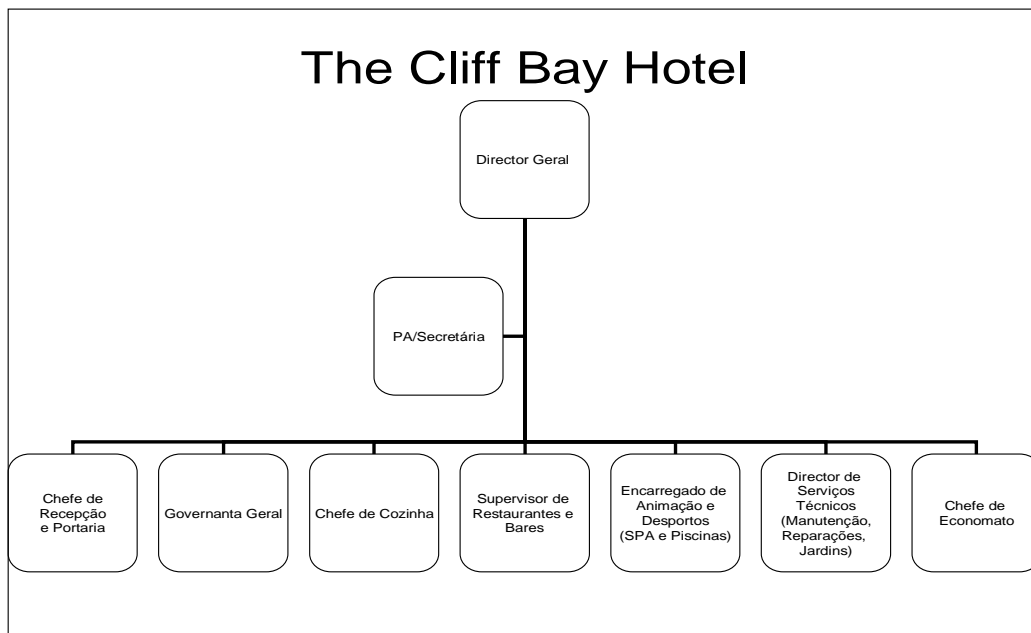 The Cliff Bay Hotel
Director Geral
PA/Secretária
Chefe de
Recepção
e Portaria
Governanta Geral
Chefe de Cozinha
Supervisor de
Restaurantes e
Bares
Encarregado de
Animação e
Desportos
(SPA e Piscinas)
Director de
Serviços
Técnicos
(Manutenção,
Reparações,
Jardins)
Chefe de
Economato